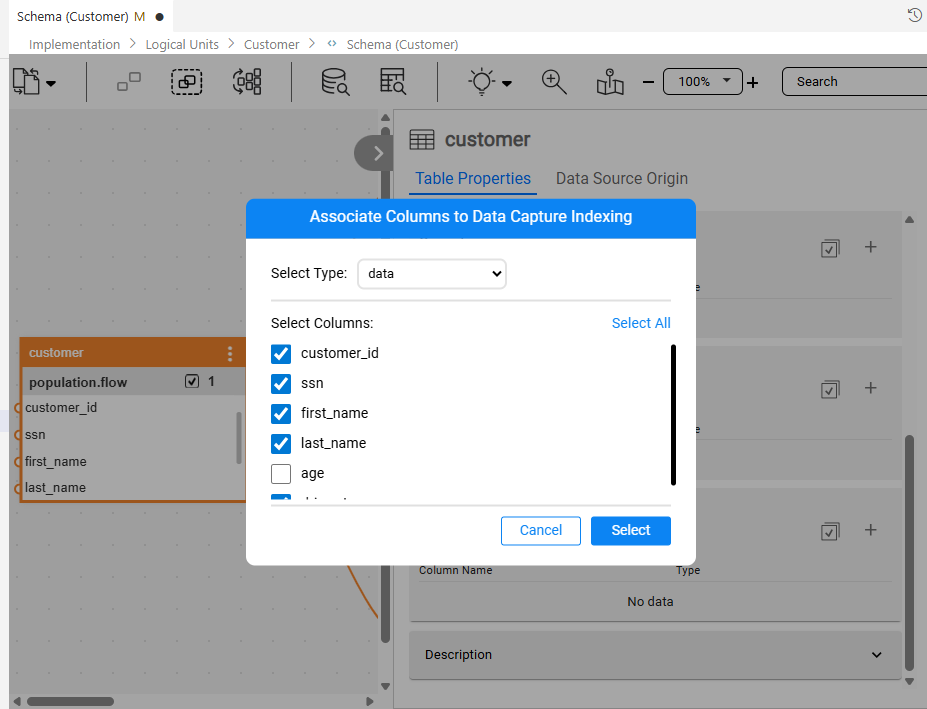 Schema (Customer) M
Implementation > Logical Units > Customer > Schema (Customer)
100%
Search
customer
Table Properties
Data Source Origin
Associate Columns to Data Capture Indexing
Select Type:
data
Select Columns:
Select All
customer_id
ssn
first_name
last_name
age
Cancel
Select
customer
population.flow
1
customer_id
ssn
first_name
last_name
Column Name
Type
No data
Description